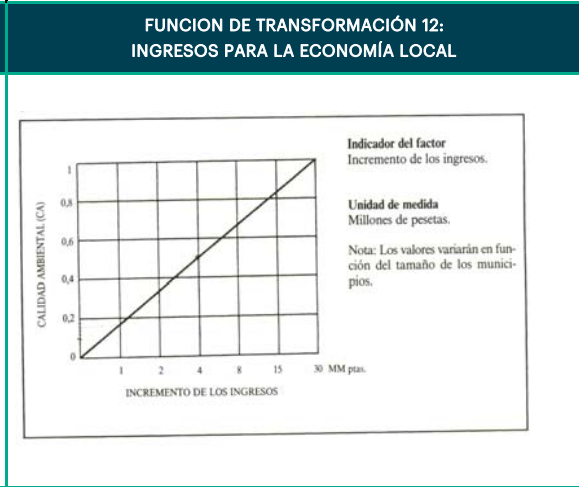 FUNCION DE TRANSFORMACIÓN 12:
INGRESOS PARA LA ECONOMÍA LOCAL
Indicador del factor
Incremento de los ingresos.
Unidad de medida
Millones de pesetas.
Nota: Los valores variarán en fun-
ción del tamaño de los munici-
pios.
CALIDAD AMBIENTAL (CA)
1
0,8
0,6
0,4
0,2
0
1 2 4 8 15 30 MM ptas.
INCREMENTO DE LOS INGRESOS